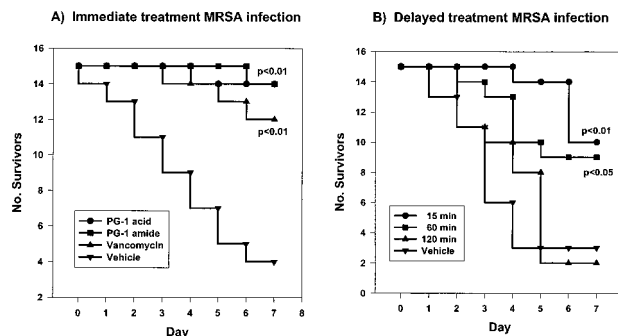 A) Immediate treatment MRSA infection
No. Survivors
16
14
12
10
8
6
4
2
p<0.01
p<0.01
PG-1 acid
PG-1 amide
Vancomycin
Vehicle
0 1 2 3 4 5 6 7 8
Day
B) Delayed treatment MRSA infection
No. Survivors
16
14
12
10
8
6
4
2
0
p<0.01
p<0.05
15 min
60 min
120 min
Vehicle
0 1 2 3 4 5 6 7
Day